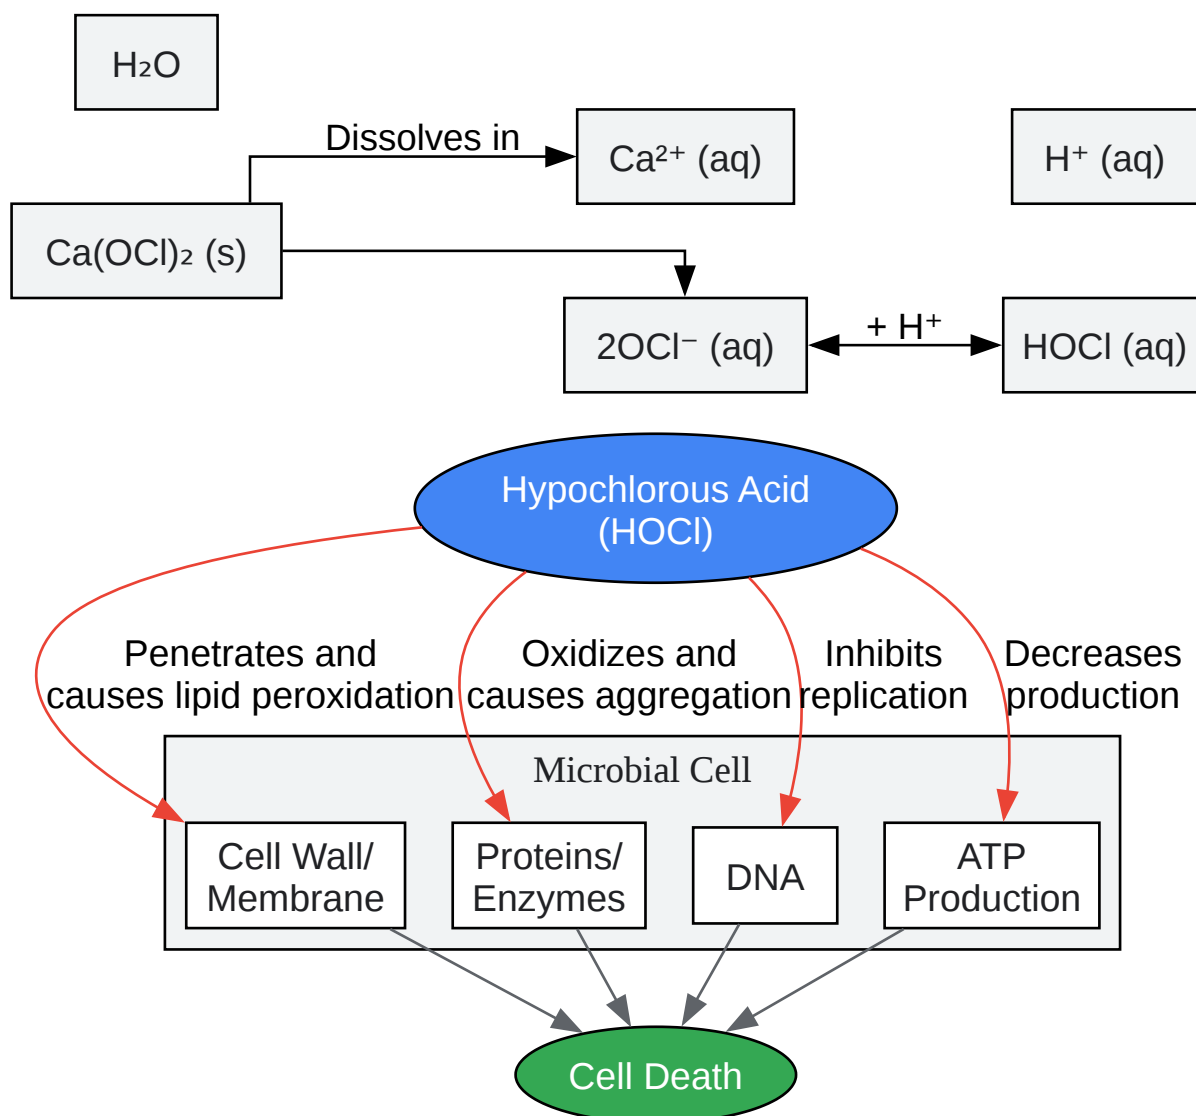 H₂O
Dissolves in
Ca²⁺ (aq)
H⁺ (aq)
Ca(OCl)₂ (s)
2OCl⁻ (aq)
+ H⁺
HOCl (aq)
Hypochlorous Acid
(HOCl)
Penetrates and
causes lipid peroxidation
Oxidizes and
causes aggregation
Inhibits
replication
Decreases
production
Microbial Cell
Cell Wall/
Membrane
Proteins/
Enzymes
DNA
ATP
Production
Cell Death